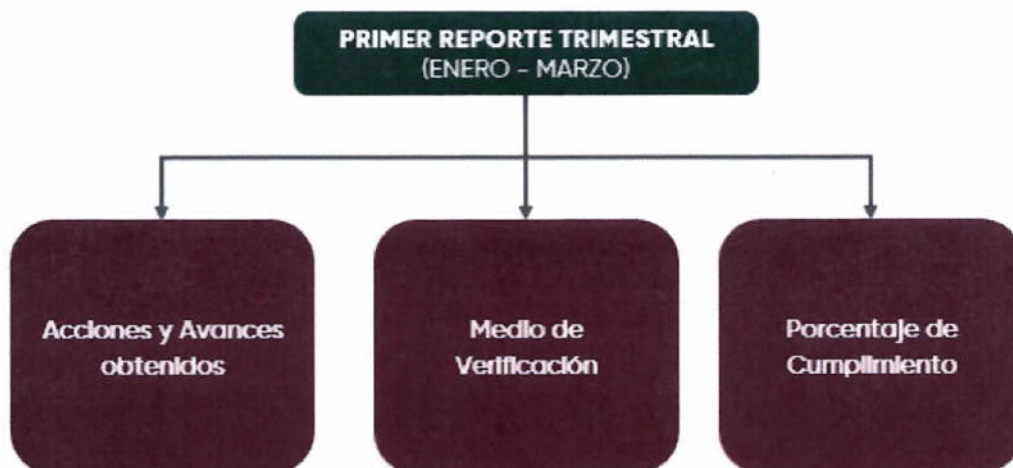 PRIMER REPORTE TRIMESTRAL
(ENERO - MARZO)
Acciones y Avances
obtenidos
Medio de
Verificación
Porcentaje de
Cumplimiento